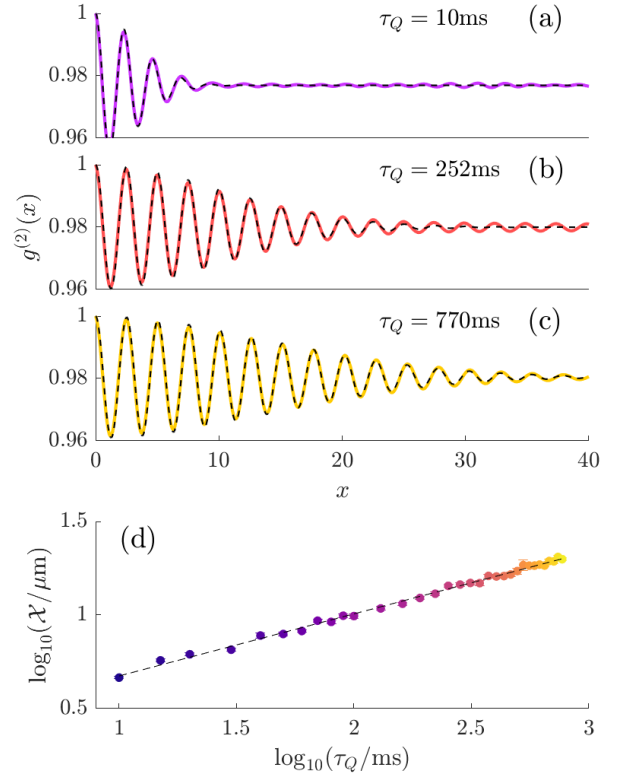 1
0.98
0.96
τ_Q = 10ms (a)
1
0.98
0.96
τ_Q = 252ms (b)
g^(2)(x)
1
0.98
0.96
τ_Q = 770ms (c)
0 10 20 30 40
x
(d)
1.5
1
0.5
log₁₀(𝒳/μm)
1 1.5 2 2.5 3
log₁₀(τ_Q/ms)